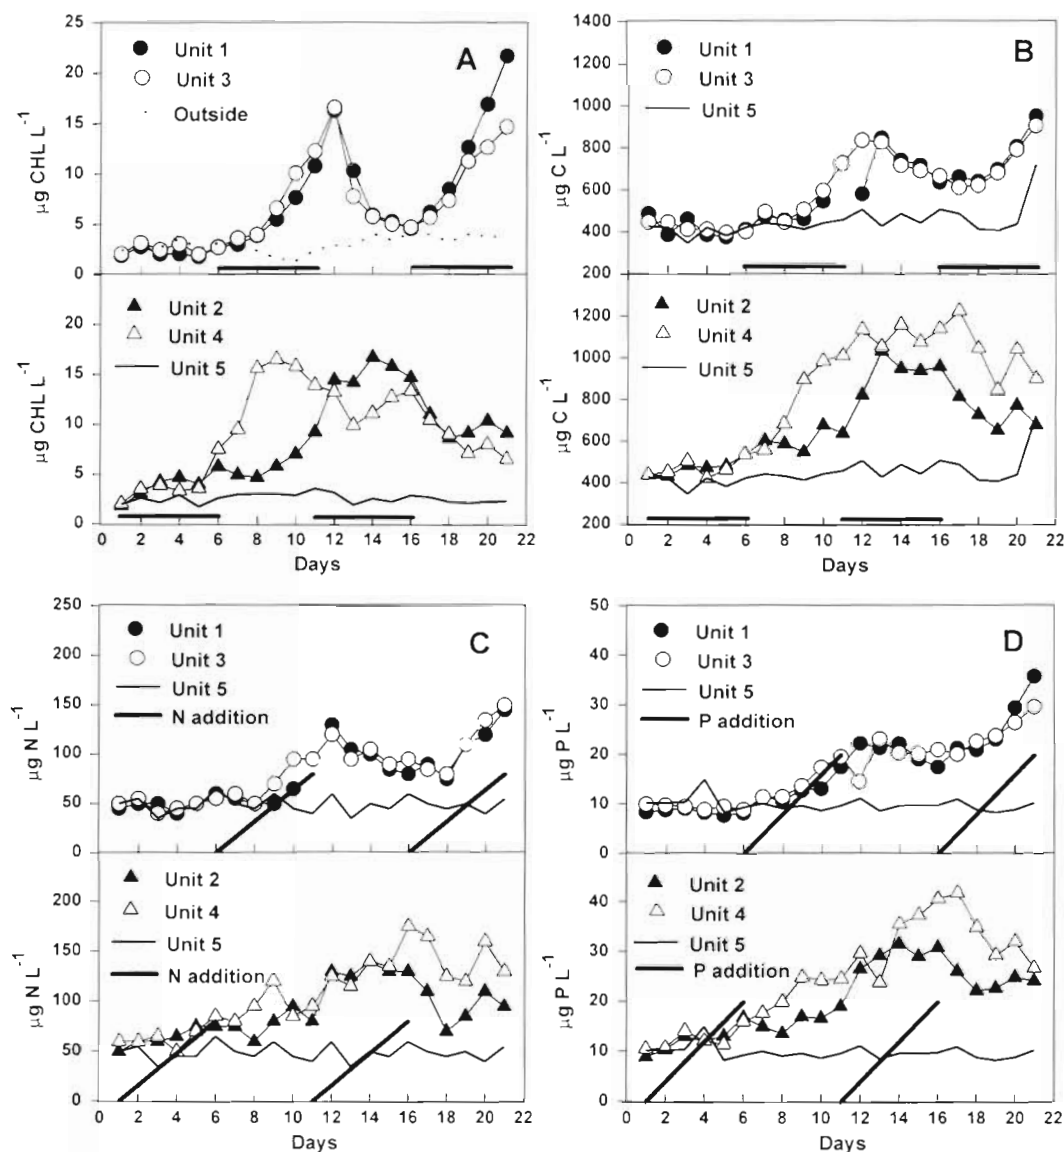 A
Unit 1
Unit 3
Outside
µg CHL L-1
25
20
15
10
5
0
Unit 2
Unit 4
Unit 5
µg CHL L-1
20
15
10
5
0
0 2 4 6 8 10 12 14 16 18 20 22
Days
B
Unit 1
Unit 3
Unit 5
µg C L-1
1400
1200
1000
800
600
400
200
Unit 2
Unit 4
Unit 5
µg C L-1
1200
1000
800
600
400
200
0 2 4 6 8 10 12 14 16 18 20 22
Days
C
Unit 1
Unit 3
Unit 5
N addition
µg N L-1
250
200
150
100
50
0
Unit 2
Unit 4
Unit 5
N addition
µg N L-1
200
150
100
50
0
0 2 4 6 8 10 12 14 16 18 20 22
Days
D
Unit 1
Unit 3
Unit 5
P addition
µg P L-1
50
40
30
20
10
0
Unit 2
Unit 4
Unit 5
P addition
µg P L-1
40
30
20
10
0
0 2 4 6 8 10 12 14 16 18 20 22
Days